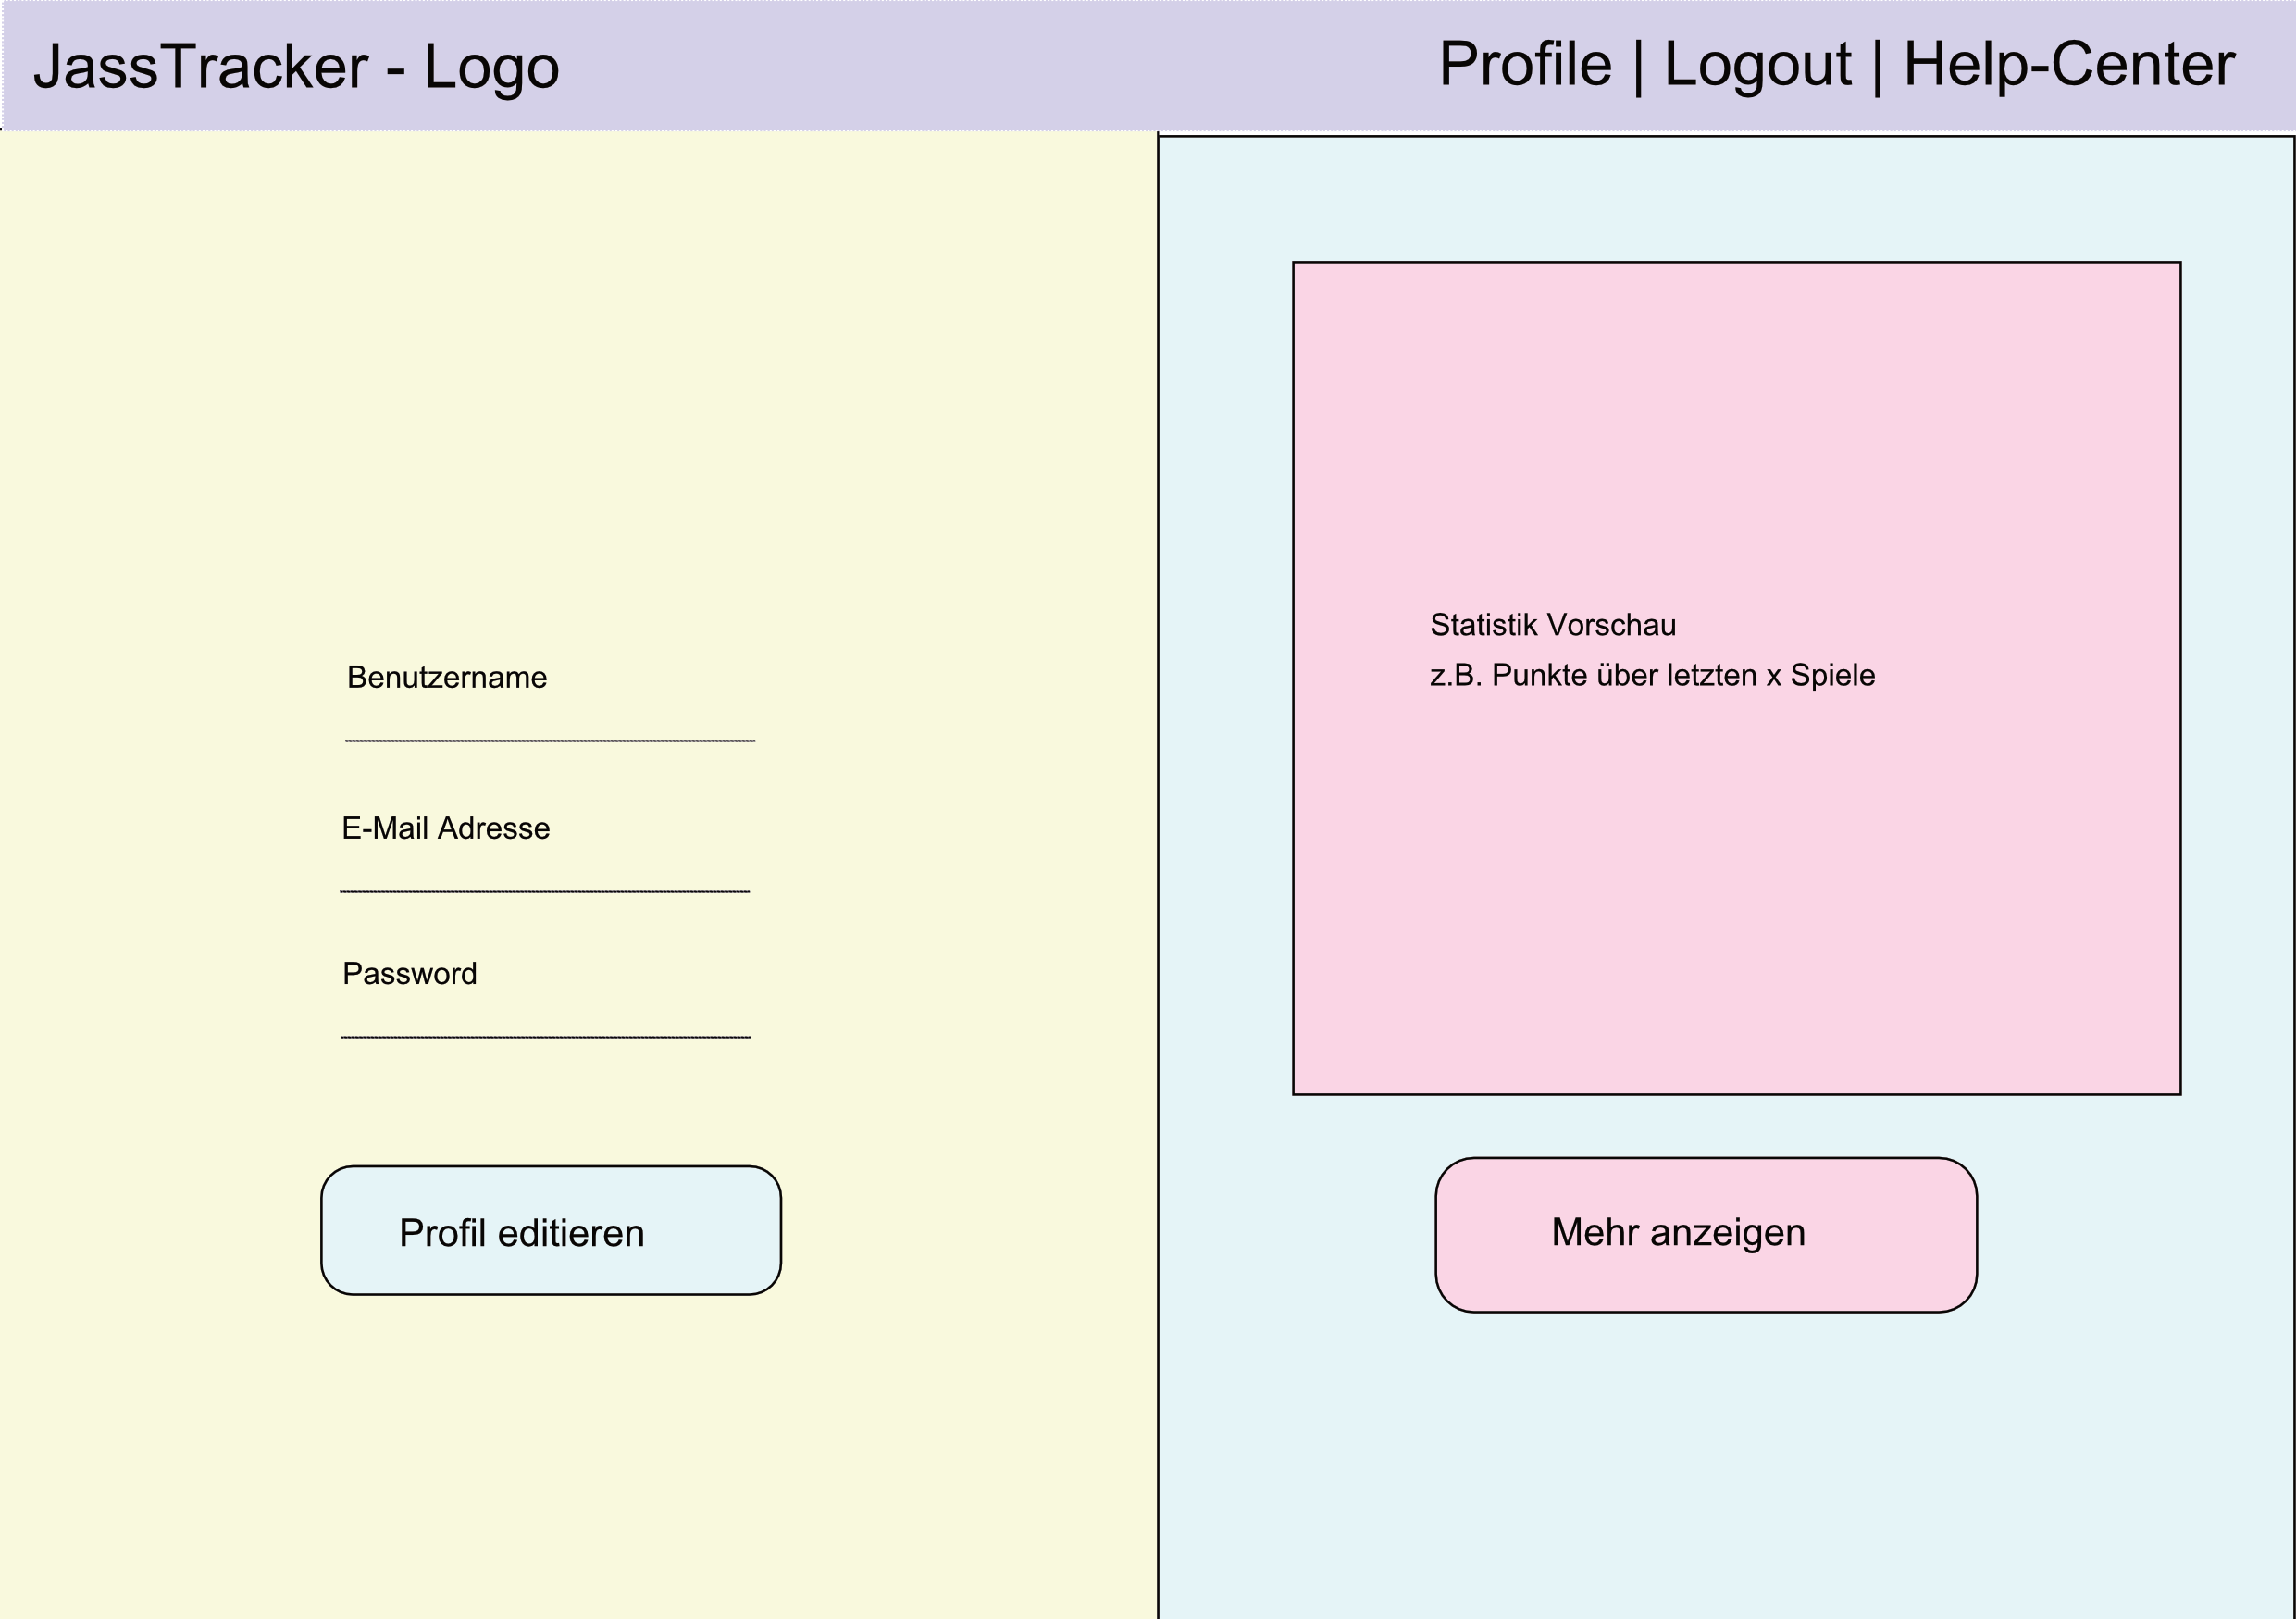 JassTracker - Logo
Profile | Logout | Help-Center
Benutzername
E-Mail Adresse
Password
Profil editieren
Statistik Vorschau
z.B. Punkte über letzten x Spiele
Mehr anzeigen